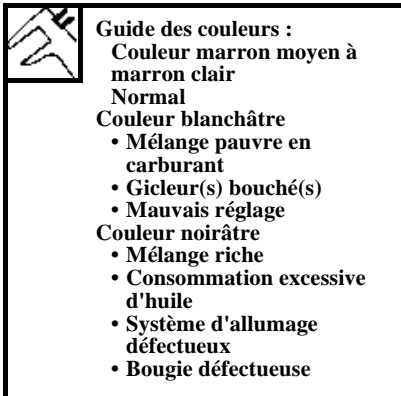 Guide des couleurs :
Couleur marron moyen à
marron clair
Normal
Couleur blanchâtre
• Mélange pauvre en
carburant
• Gicleur(s) bouché(s)
• Mauvais réglage
Couleur noirâtre
• Mélange riche
• Consommation excessive
d'huile
• Système d'allumage
défectueux
• Bougie défectueuse